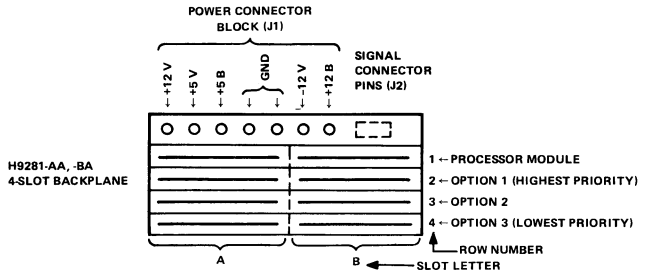 POWER CONNECTOR
BLOCK (J1)
+12 V
+5 V
+5 B
GND
-12 V
+12 B
SIGNAL
CONNECTOR
PINS (J2)
H9281-AA, -BA
4-SLOT BACKPLANE
1 ← PROCESSOR MODULE
2 ← OPTION 1 (HIGHEST PRIORITY)
3 ← OPTION 2
4 ← OPTION 3 (LOWEST PRIORITY)
A
B
ROW NUMBER
SLOT LETTER